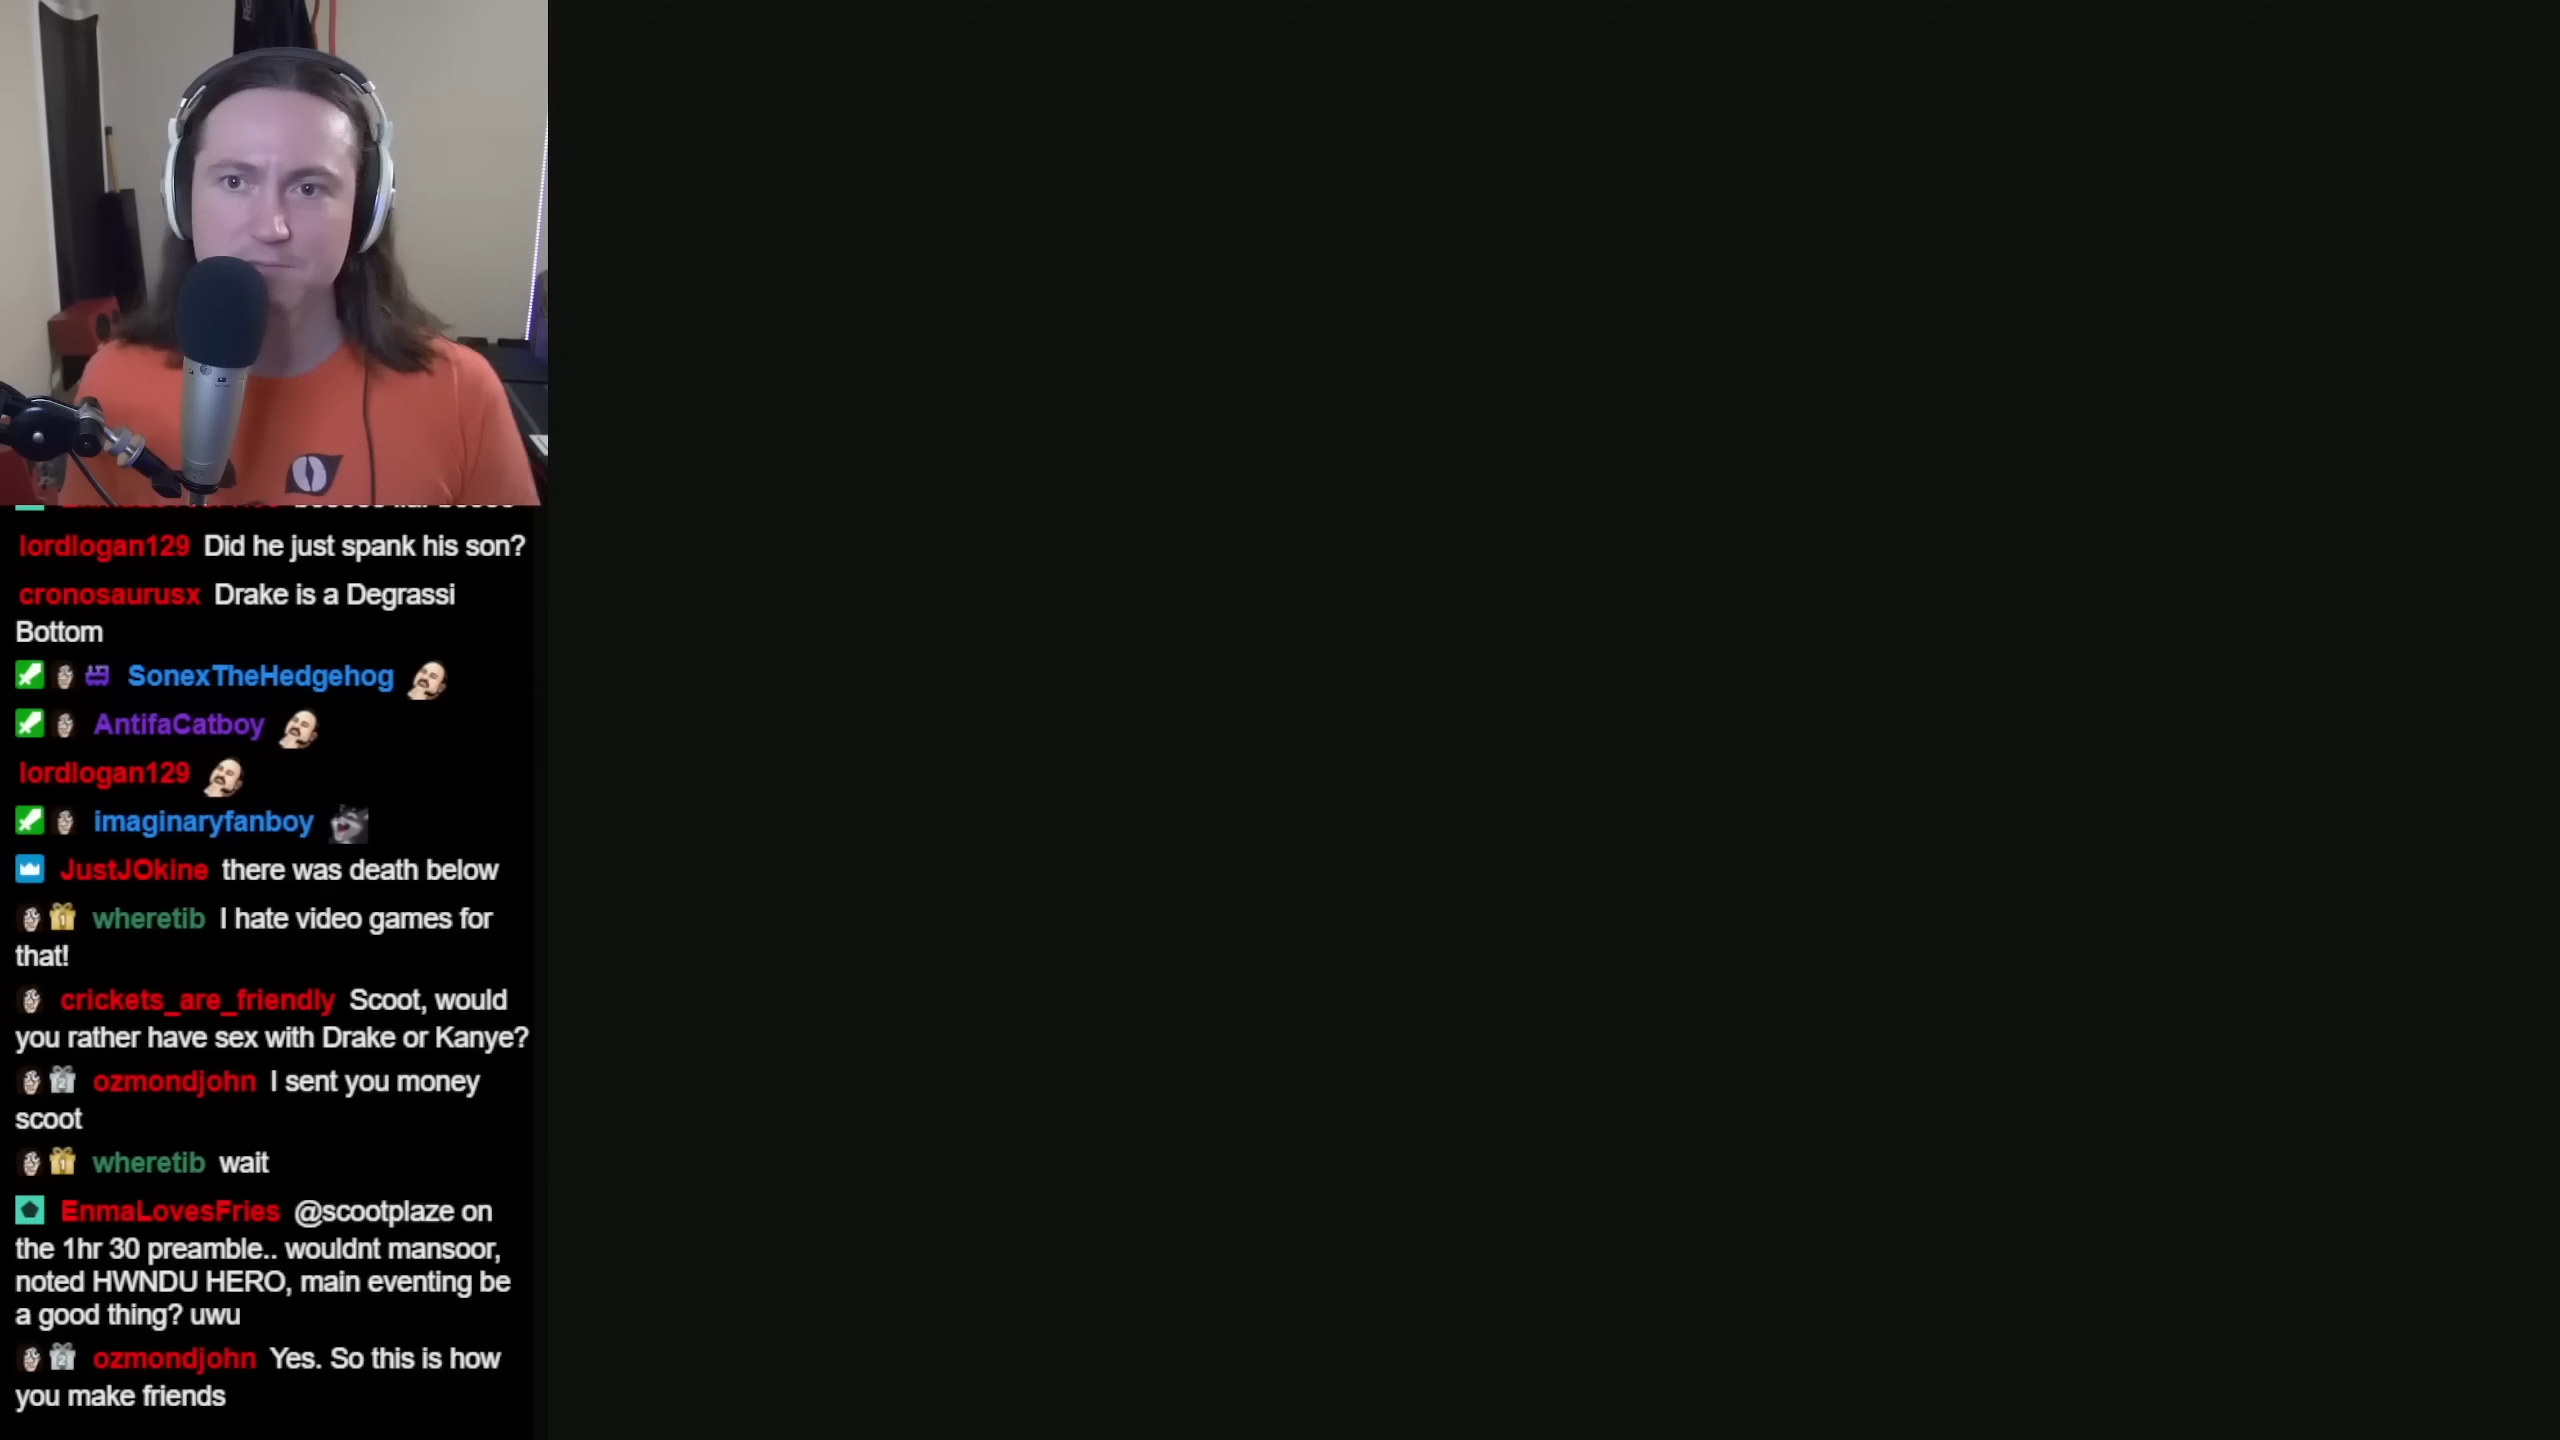 lordlogan129 Did he just spank his son?
cronosaurusx Drake is a Degrassi
Bottom
SonexTheHedgehog
AntifaCatboy
lordlogan129
imaginaryfanboy
JustJOkine there was death below
wheretib I hate video games for
that!
crickets_are_friendly Scoot, would
you rather have sex with Drake or Kanye?
ozmondjohn I sent you money
scoot
wheretib wait
EnmaLovesFries @scootplaze on
the 1hr 30 preamble.. wouldnt mansoor,
noted HWNDU HERO, main eventing be
a good thing? uwu
ozmondjohn Yes. So this is how
you make friends